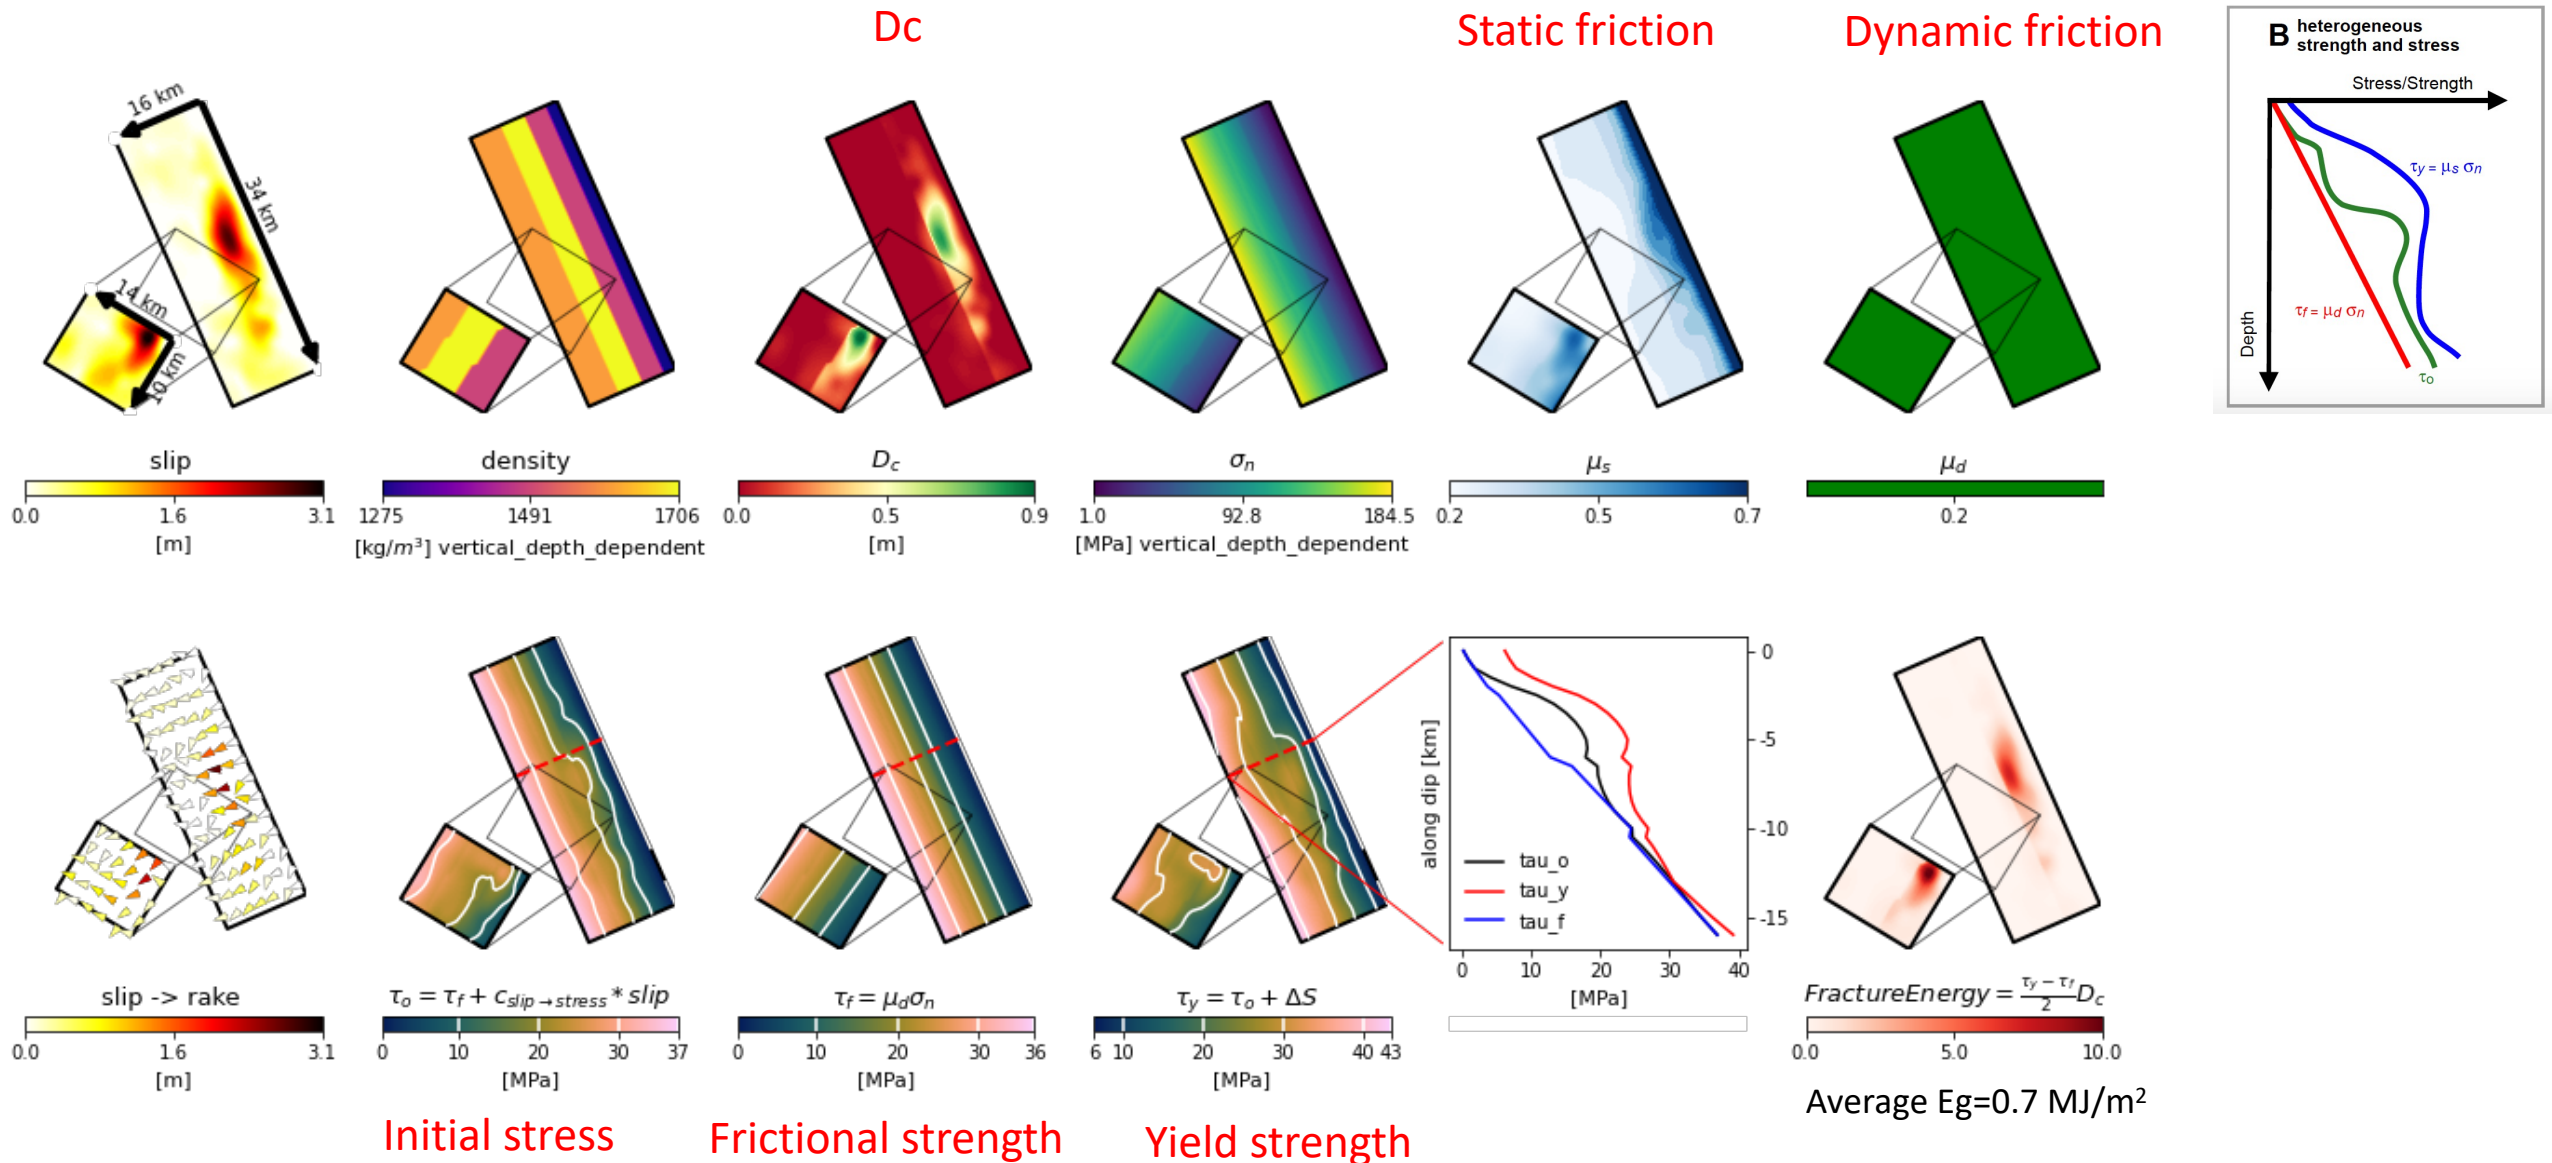 Dc
Static friction
Dynamic friction
B heterogeneous
strength and stress
Stress/Strength
τy = μs σn
τf = μd σn
τo
Depth
16 km
34 km
14 km
10 km
slip
0.0 1.6 3.1
[m]
density
1275 1491 1706
[kg/m³] vertical_depth_dependent
Dc
0.0 0.5 0.9
[m]
σn
1.0 92.8 184.5
[MPa] vertical_depth_dependent
μs
0.2 0.5 0.7
μd
0.2
slip -> rake
0.0 1.6 3.1
[m]
τo = τf + cslip→stress * slip
0 10 20 30 37
[MPa]
Initial stress
τf = μdσn
0 10 20 30 36
[MPa]
Frictional strength
τy = τo + ΔS
6 10 20 30 40 43
[MPa]
Yield strength
along dip [km]
0
-5
-10
-15
tau_o
tau_y
tau_f
0 10 20 30 40
[MPa]
FractureEnergy = (τy − τf)/2 Dc
0.0 5.0 10.0
Average Eg=0.7 MJ/m²